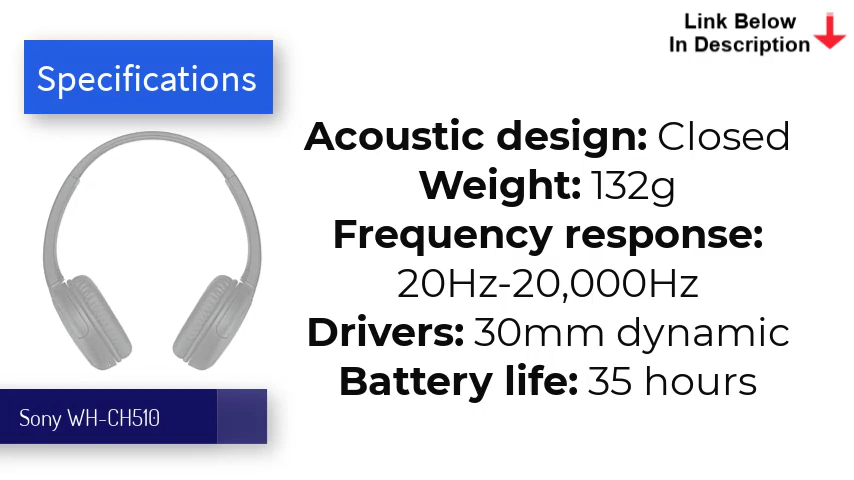 Link Below
In Description
Specifications
Acoustic design: Closed
Weight: 132g
Frequency response:
20Hz-20,000Hz
Drivers: 30mm dynamic
Battery life: 35 hours
Sony WH-CH510